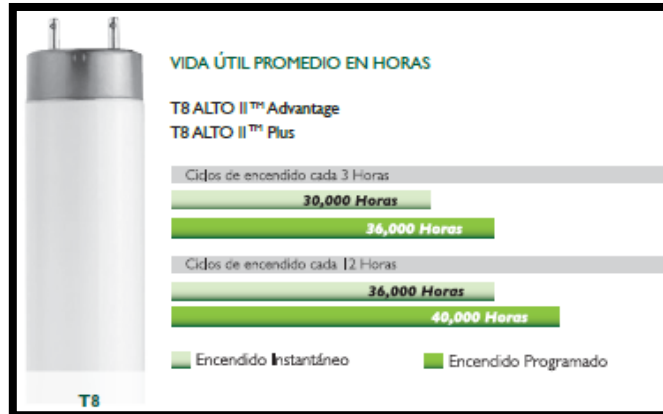 VIDA ÚTIL PROMEDIO EN HORAS
T8 ALTO II™ Advantage
T8 ALTO II™ Plus
Ciclos de encendido cada 3 Horas
30,000 Horas
36,000 Horas
Ciclos de encendido cada 12 Horas
36,000 Horas
40,000 Horas
Encendido Instantáneo
Encendido Programado
T8